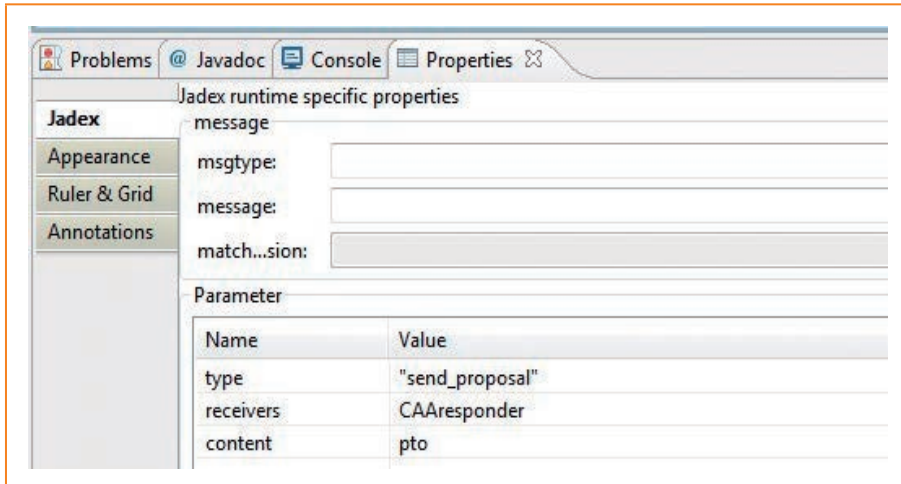 Problems @ Javadoc Console Properties
Jadex runtime specific properties
Jadex
message
Appearance
msgtype:
Ruler & Grid
message:
Annotations
match...sion:
Parameter
Name Value
type "send_proposal"
receivers CAAresponder
content pto